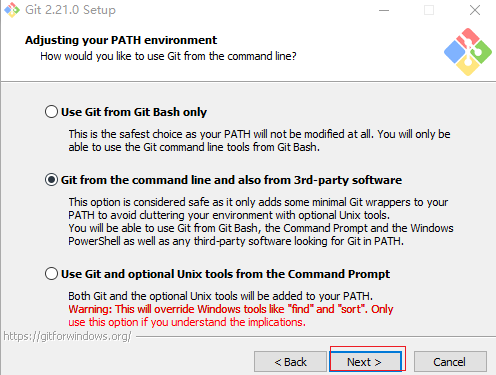 Git 2.21.0 Setup
Adjusting your PATH environment
How would you like to use Git from the command line?
Use Git from Git Bash only
This is the safest choice as your PATH will not be modified at all. You will only be
able to use the Git command line tools from Git Bash.
Git from the command line and also from 3rd-party software
This option is considered safe as it only adds some minimal Git wrappers to your
PATH to avoid cluttering your environment with optional Unix tools.
You will be able to use Git from Git Bash, the Command Prompt and the Windows
PowerShell as well as any third-party software looking for Git in PATH.
Use Git and optional Unix tools from the Command Prompt
Both Git and the optional Unix tools will be added to your PATH.
Warning: This will override Windows tools like "find" and "sort". Only
use this option if you understand the implications.
https://gitforwindows.org/
< Back
Next >
Cancel